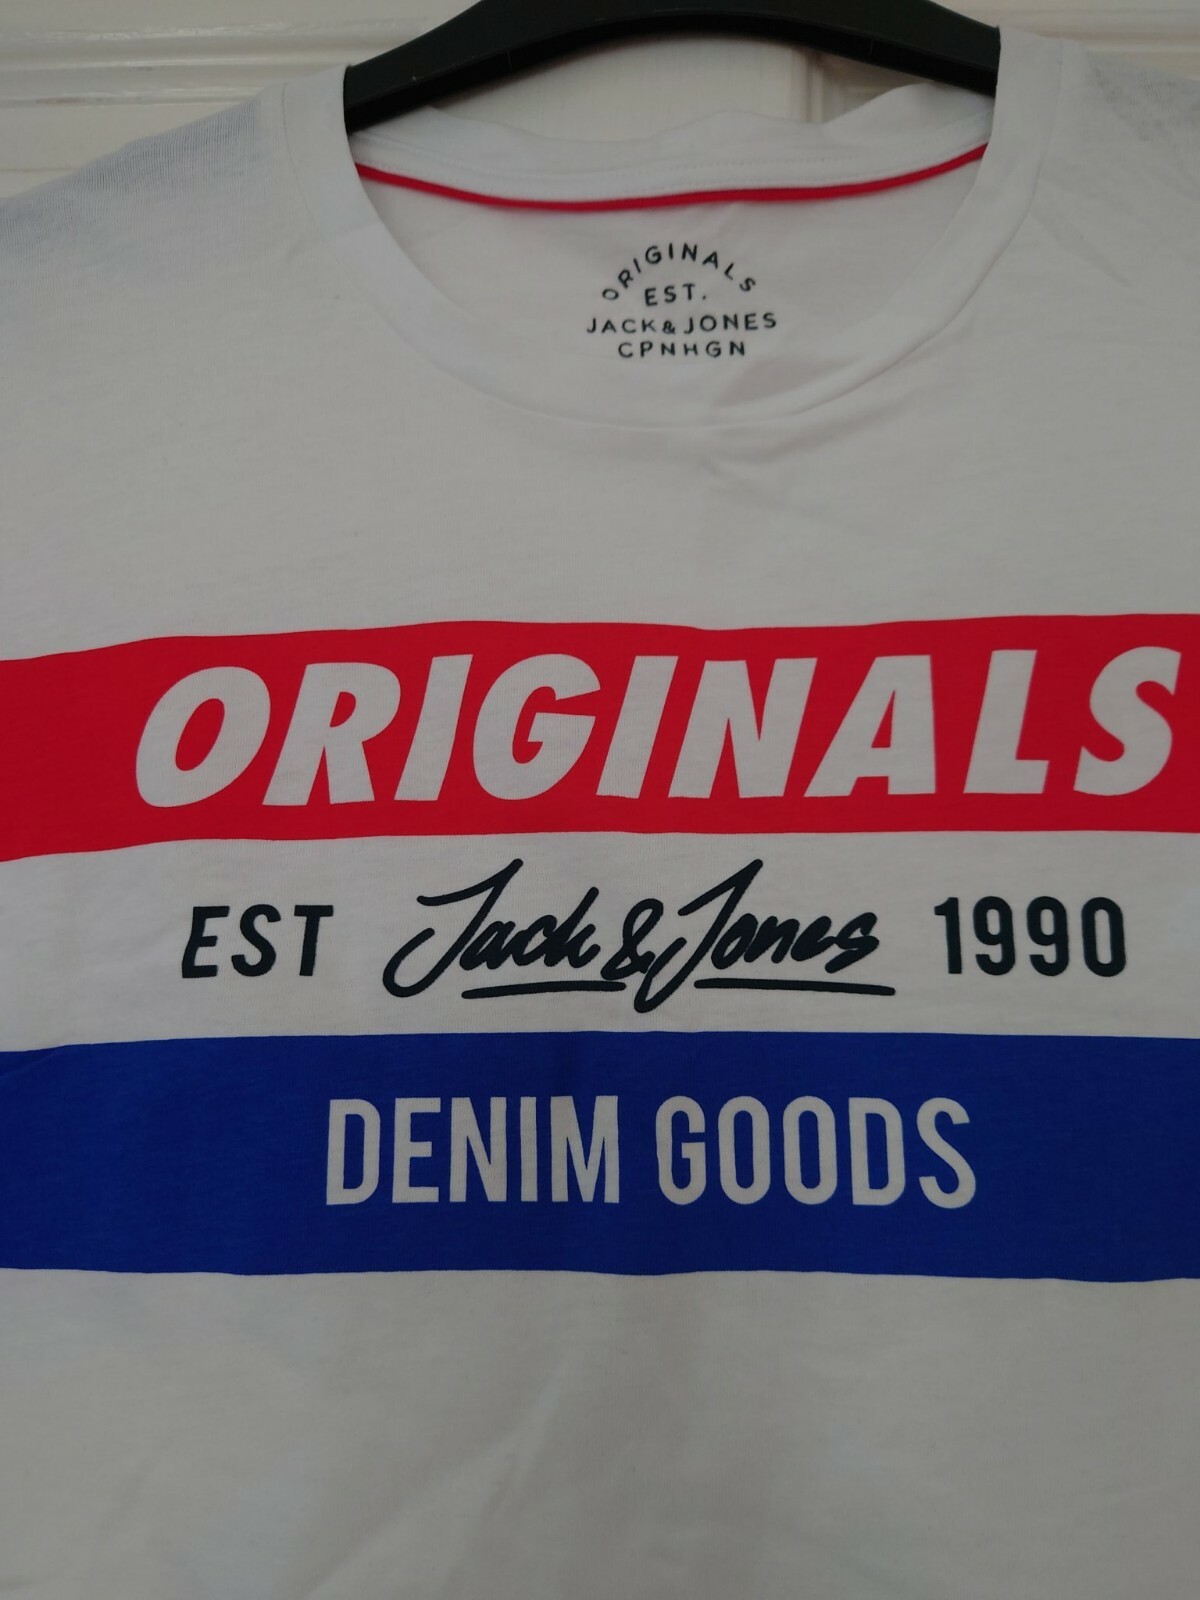 ORIGINALS
EST.
JACK & JONES
CPNHGN
ORIGINALS
EST Jack & Jones 1990
DENIM GOODS